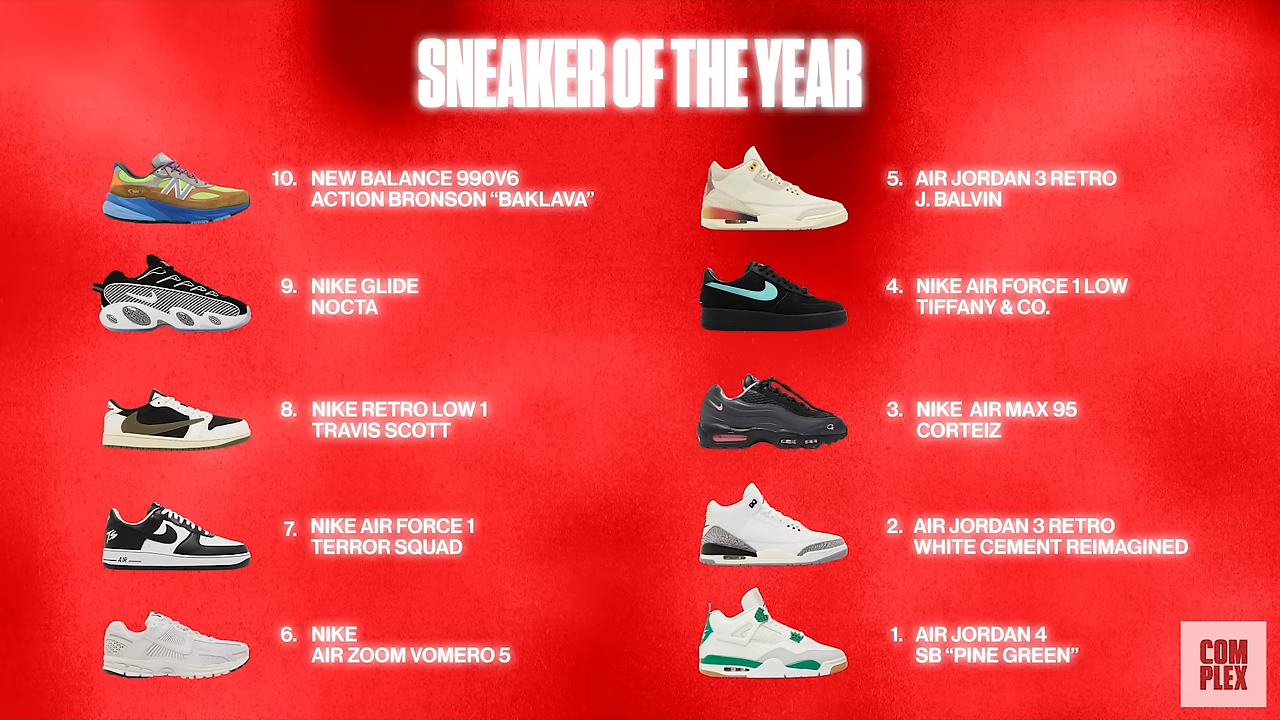 SNEAKER OF THE YEAR
10. NEW BALANCE 990V6
ACTION BRONSON “BAKLAVA”
9. NIKE GLIDE
NOCTA
8. NIKE RETRO LOW 1
TRAVIS SCOTT
7. NIKE AIR FORCE 1
TERROR SQUAD
6. NIKE
AIR ZOOM VOMERO 5
5. AIR JORDAN 3 RETRO
J. BALVIN
4. NIKE AIR FORCE 1 LOW
TIFFANY & CO.
3. NIKE AIR MAX 95
CORTEIZ
2. AIR JORDAN 3 RETRO
WHITE CEMENT REIMAGINED
1. AIR JORDAN 4
SB “PINE GREEN”
COM
PLEX
N
AIR